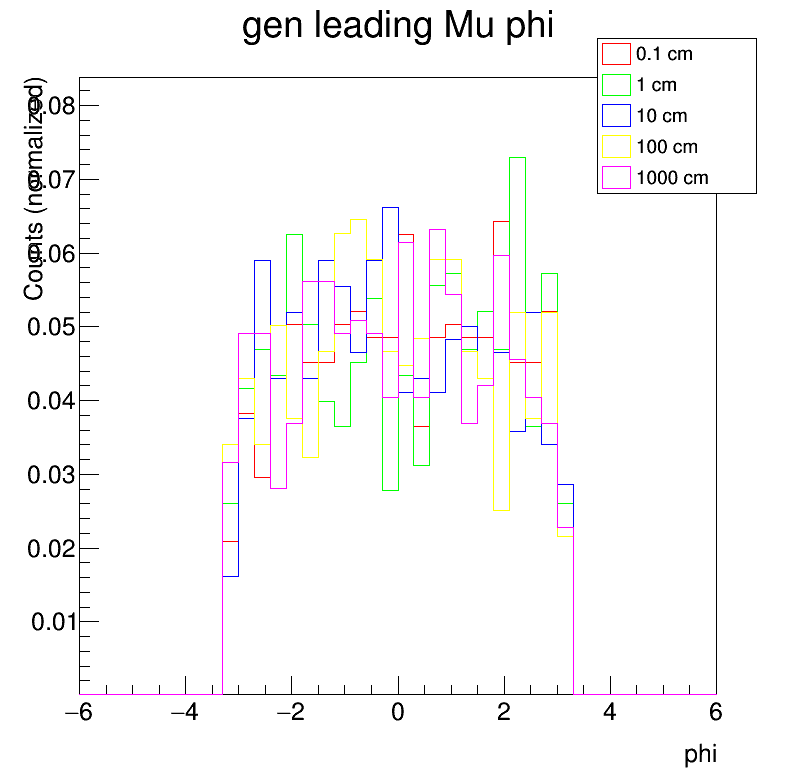 gen leading Mu phi
0.1 cm
1 cm
10 cm
100 cm
1000 cm
Counts (normalized)
0.08
0.07
0.06
0.05
0.04
0.03
0.02
0.01
−6 −4 −2 0 2 4 6
phi